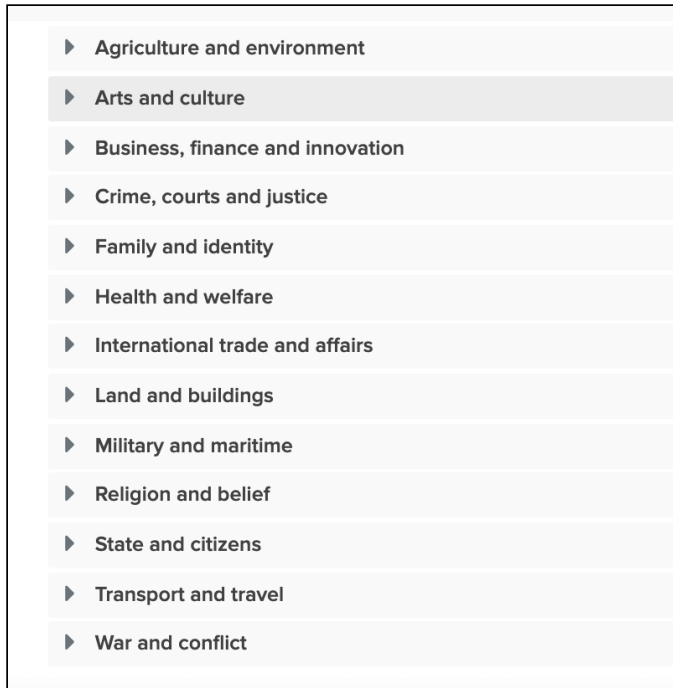 Agriculture and environment
Arts and culture
Business, finance and innovation
Crime, courts and justice
Family and identity
Health and welfare
International trade and affairs
Land and buildings
Military and maritime
Religion and belief
State and citizens
Transport and travel
War and conflict